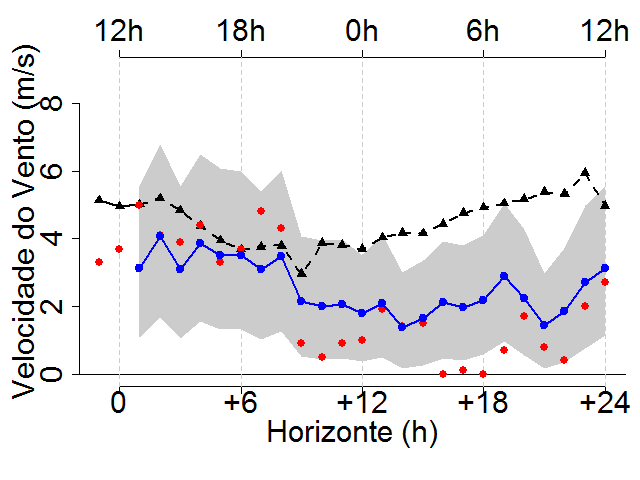 12h 18h 0h 6h 12h
Velocidade do Vento (m/s)
8
6
4
2
0
0 +6 +12 +18 +24
Horizonte (h)